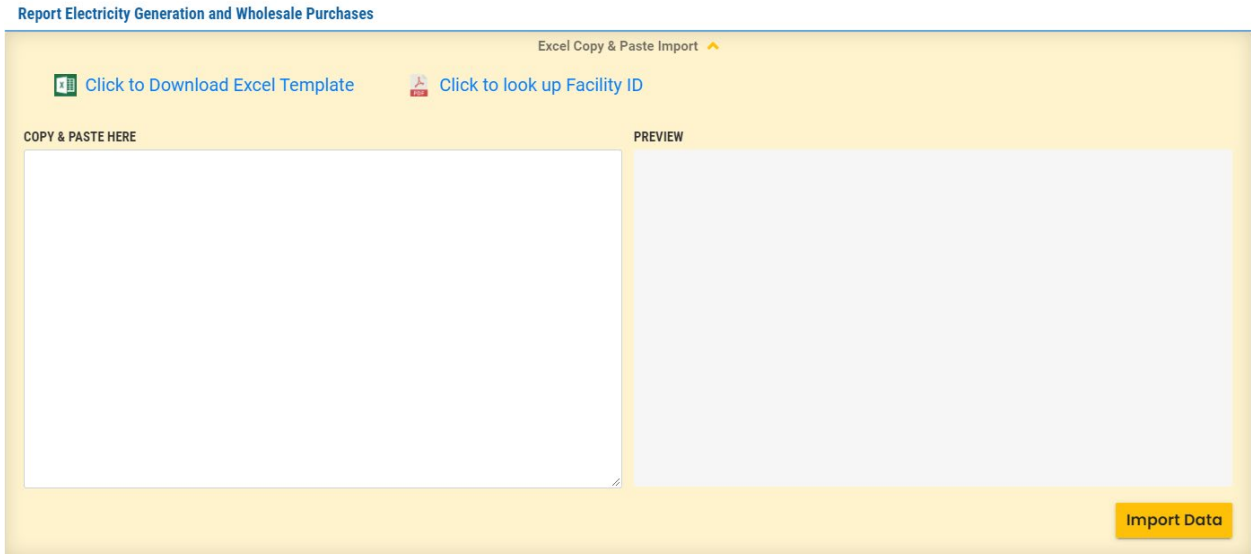 Report Electricity Generation and Wholesale Purchases
Excel Copy & Paste Import
Click to Download Excel Template
Click to look up Facility ID
COPY & PASTE HERE
PREVIEW
Import Data